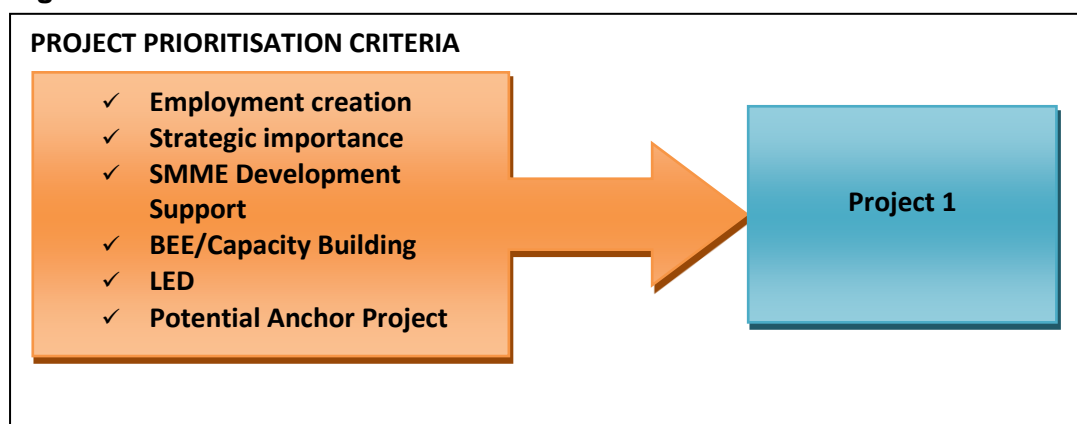 PROJECT PRIORITISATION CRITERIA
✓ Employment creation
✓ Strategic importance
✓ SMME Development
Support
✓ BEE/Capacity Building
✓ LED
✓ Potential Anchor Project
Project 1